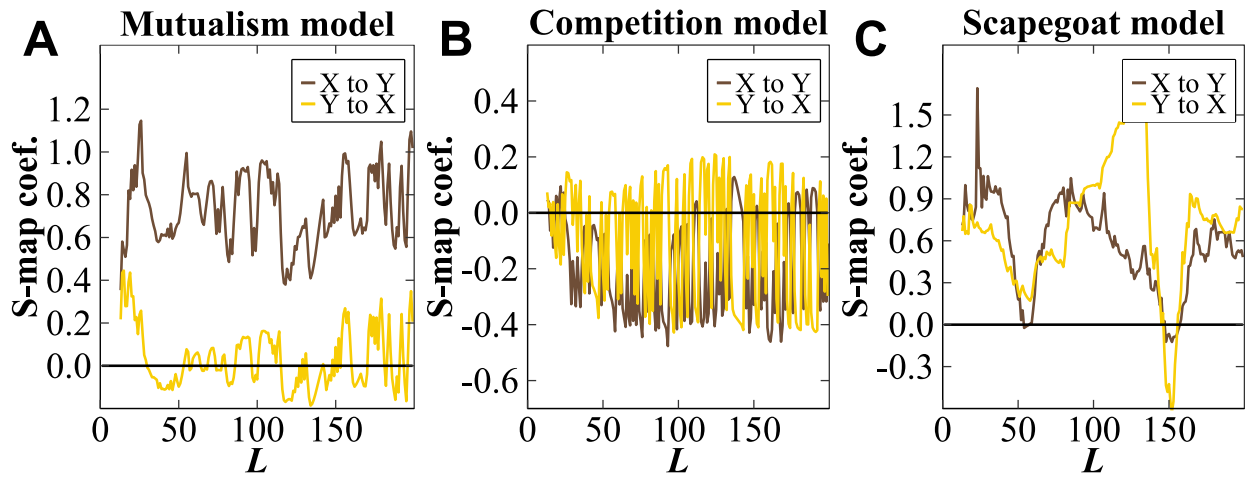 A Mutualism model
X to Y
Y to X
S-map coef.
1.2
1.0
0.8
0.6
0.4
0.2
0.0
0 50 100 150
L
B Competition model
X to Y
Y to X
S-map coef.
0.4
0.2
0.0
-0.2
-0.4
-0.6
0 50 100 150
L
C Scapegoat model
X to Y
Y to X
S-map coef.
1.5
1.2
0.9
0.6
0.3
0.0
-0.3
0 50 100 150
L